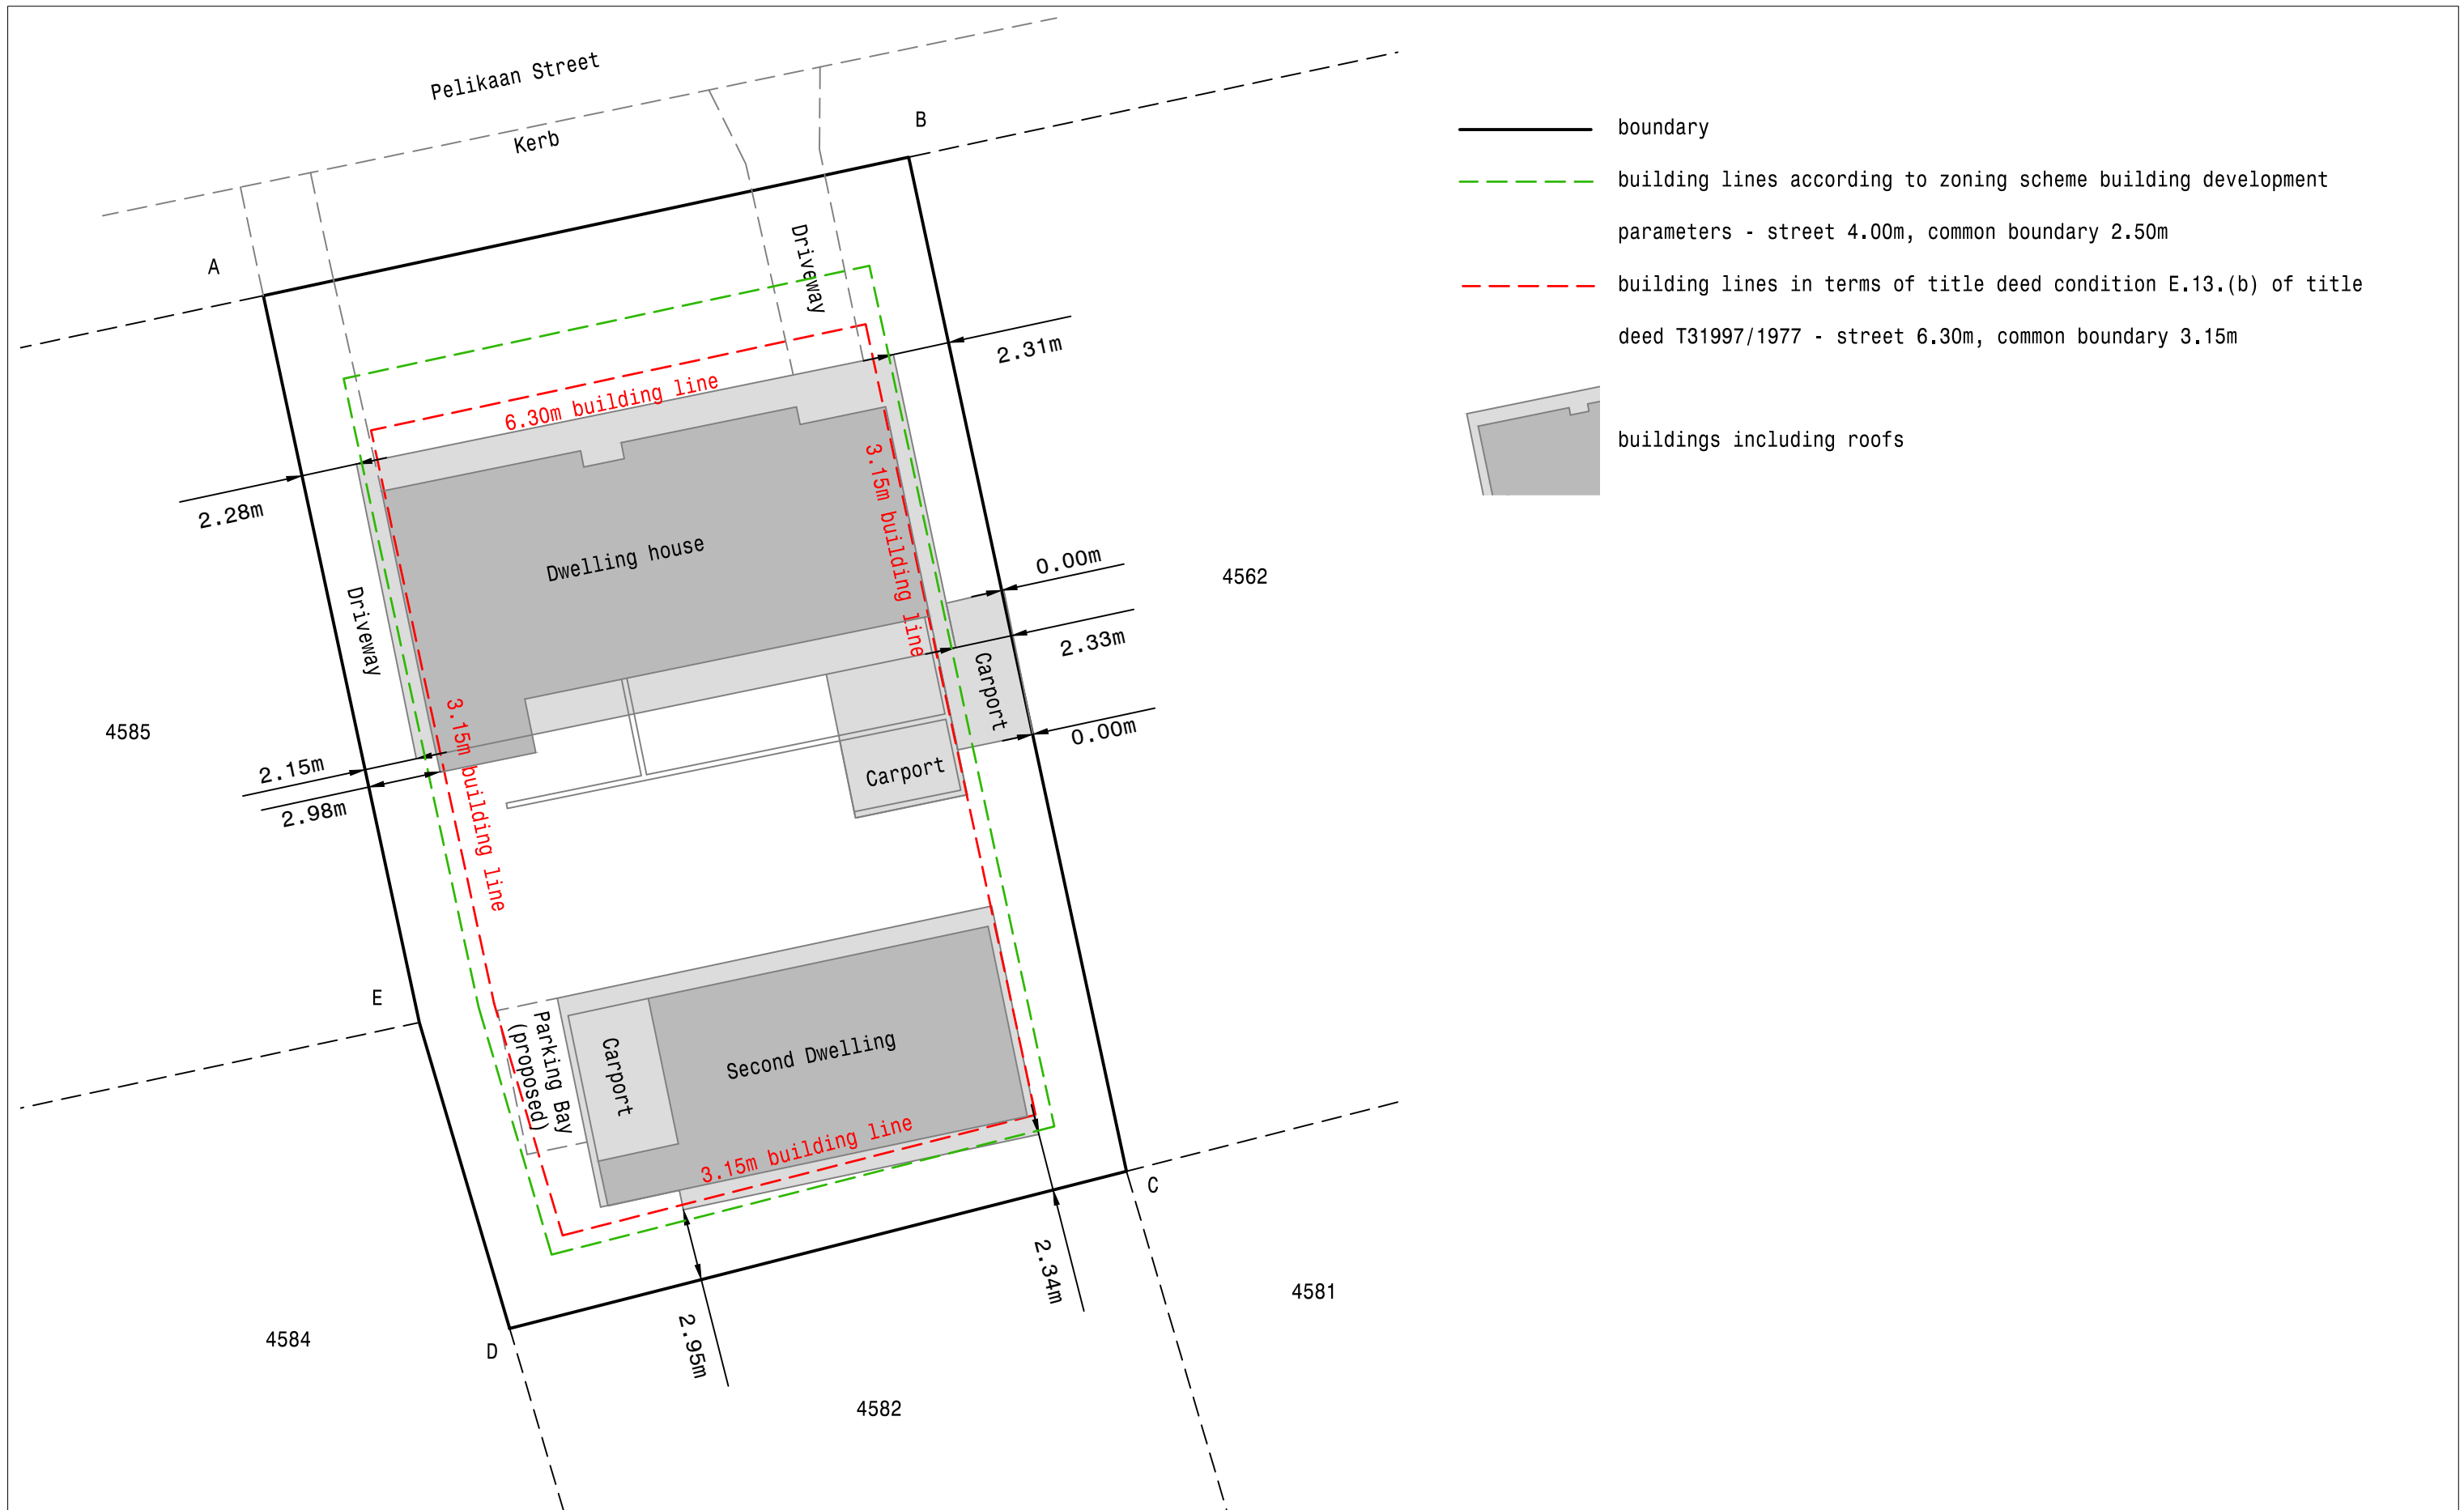 Pelikaan Street
Kerb
A
B
C
D
E
Driveway
Driveway
6.30m building line
3.15m building line
3.15m building line
3.15m building line
2.31m
2.28m
0.00m
2.33m
0.00m
2.15m
2.98m
2.34m
2.95m
Dwelling house
Carport
Carport
Carport
Second Dwelling
Parking Bay
(proposed)
4562
4585
4584
4582
4581
boundary
building lines according to zoning scheme building development
parameters - street 4.00m, common boundary 2.50m
building lines in terms of title deed condition E.13.(b) of title
deed T31997/1977 - street 6.30m, common boundary 3.15m
buildings including roofs